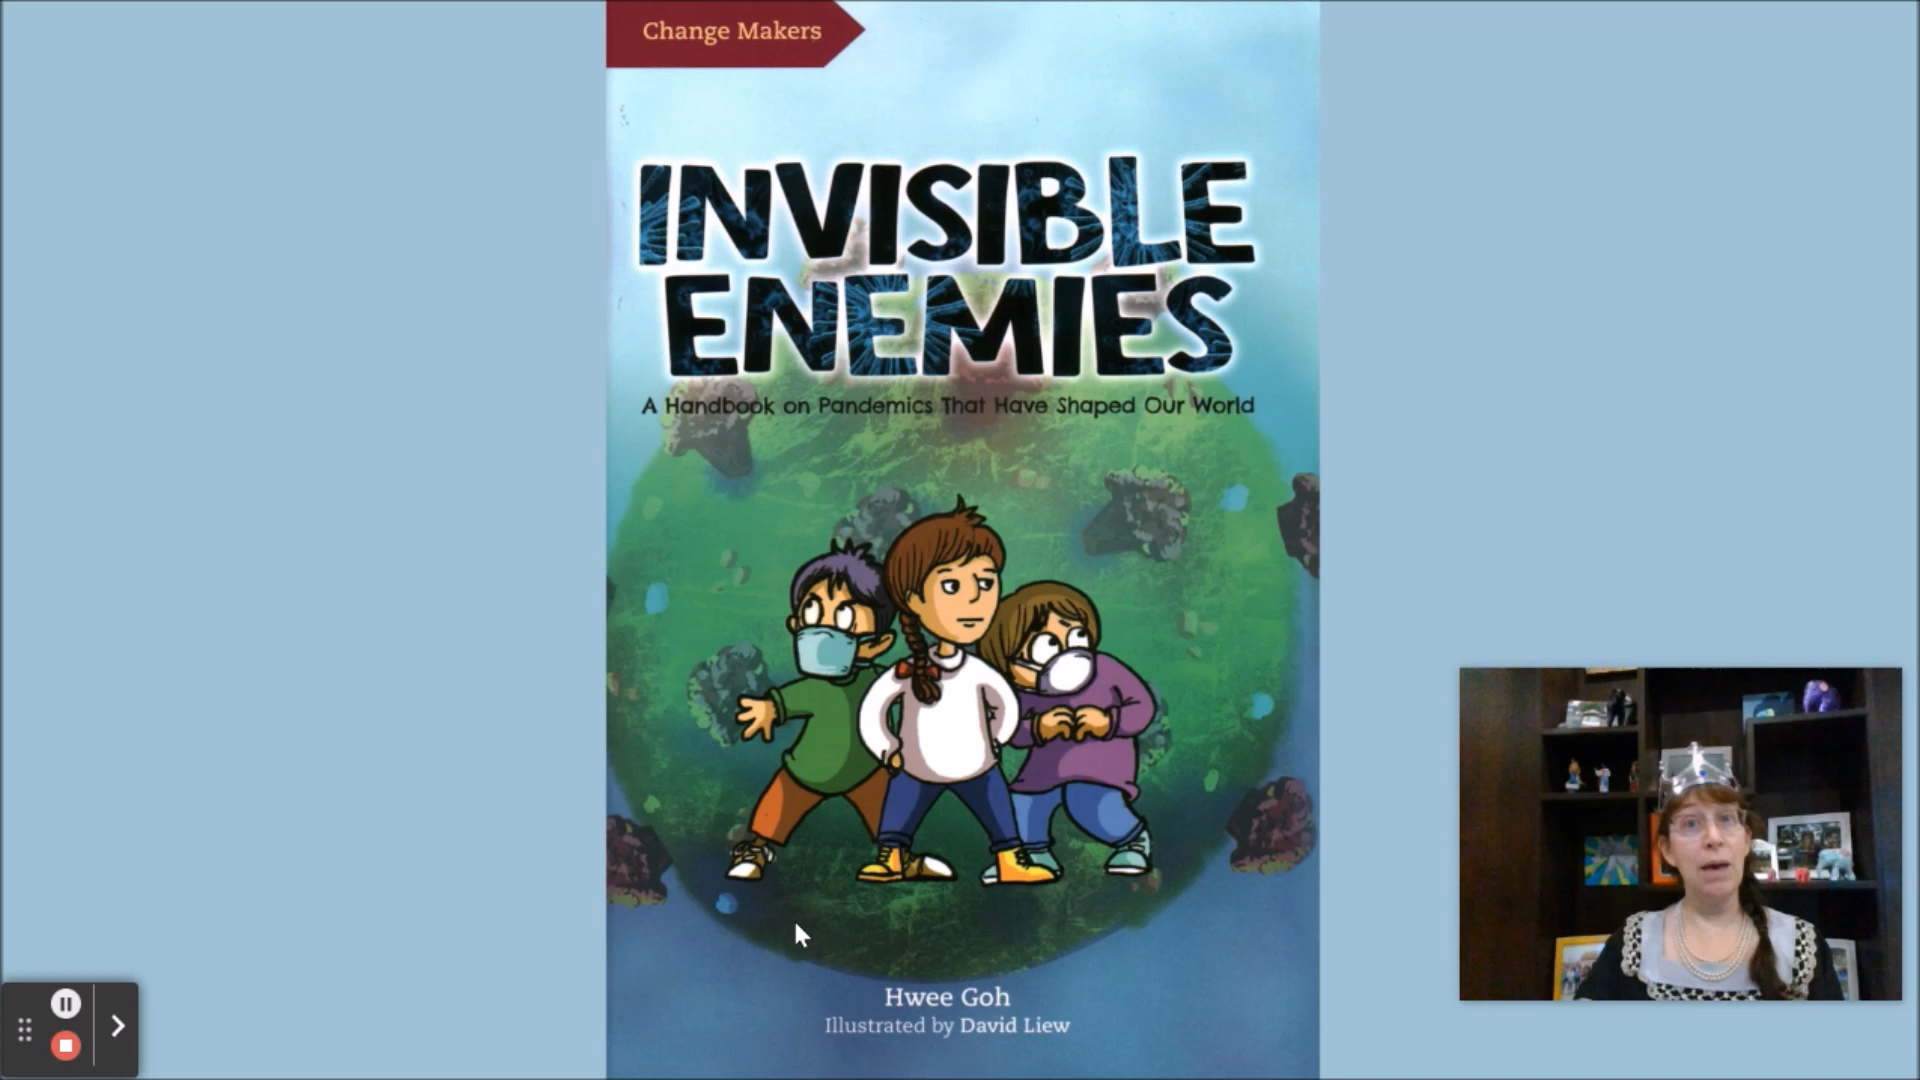 Change Makers
INVISIBLE
ENEMIES
A Handbook on Pandemics That Have Shaped Our World
Hwee Goh
Illustrated by David Liew